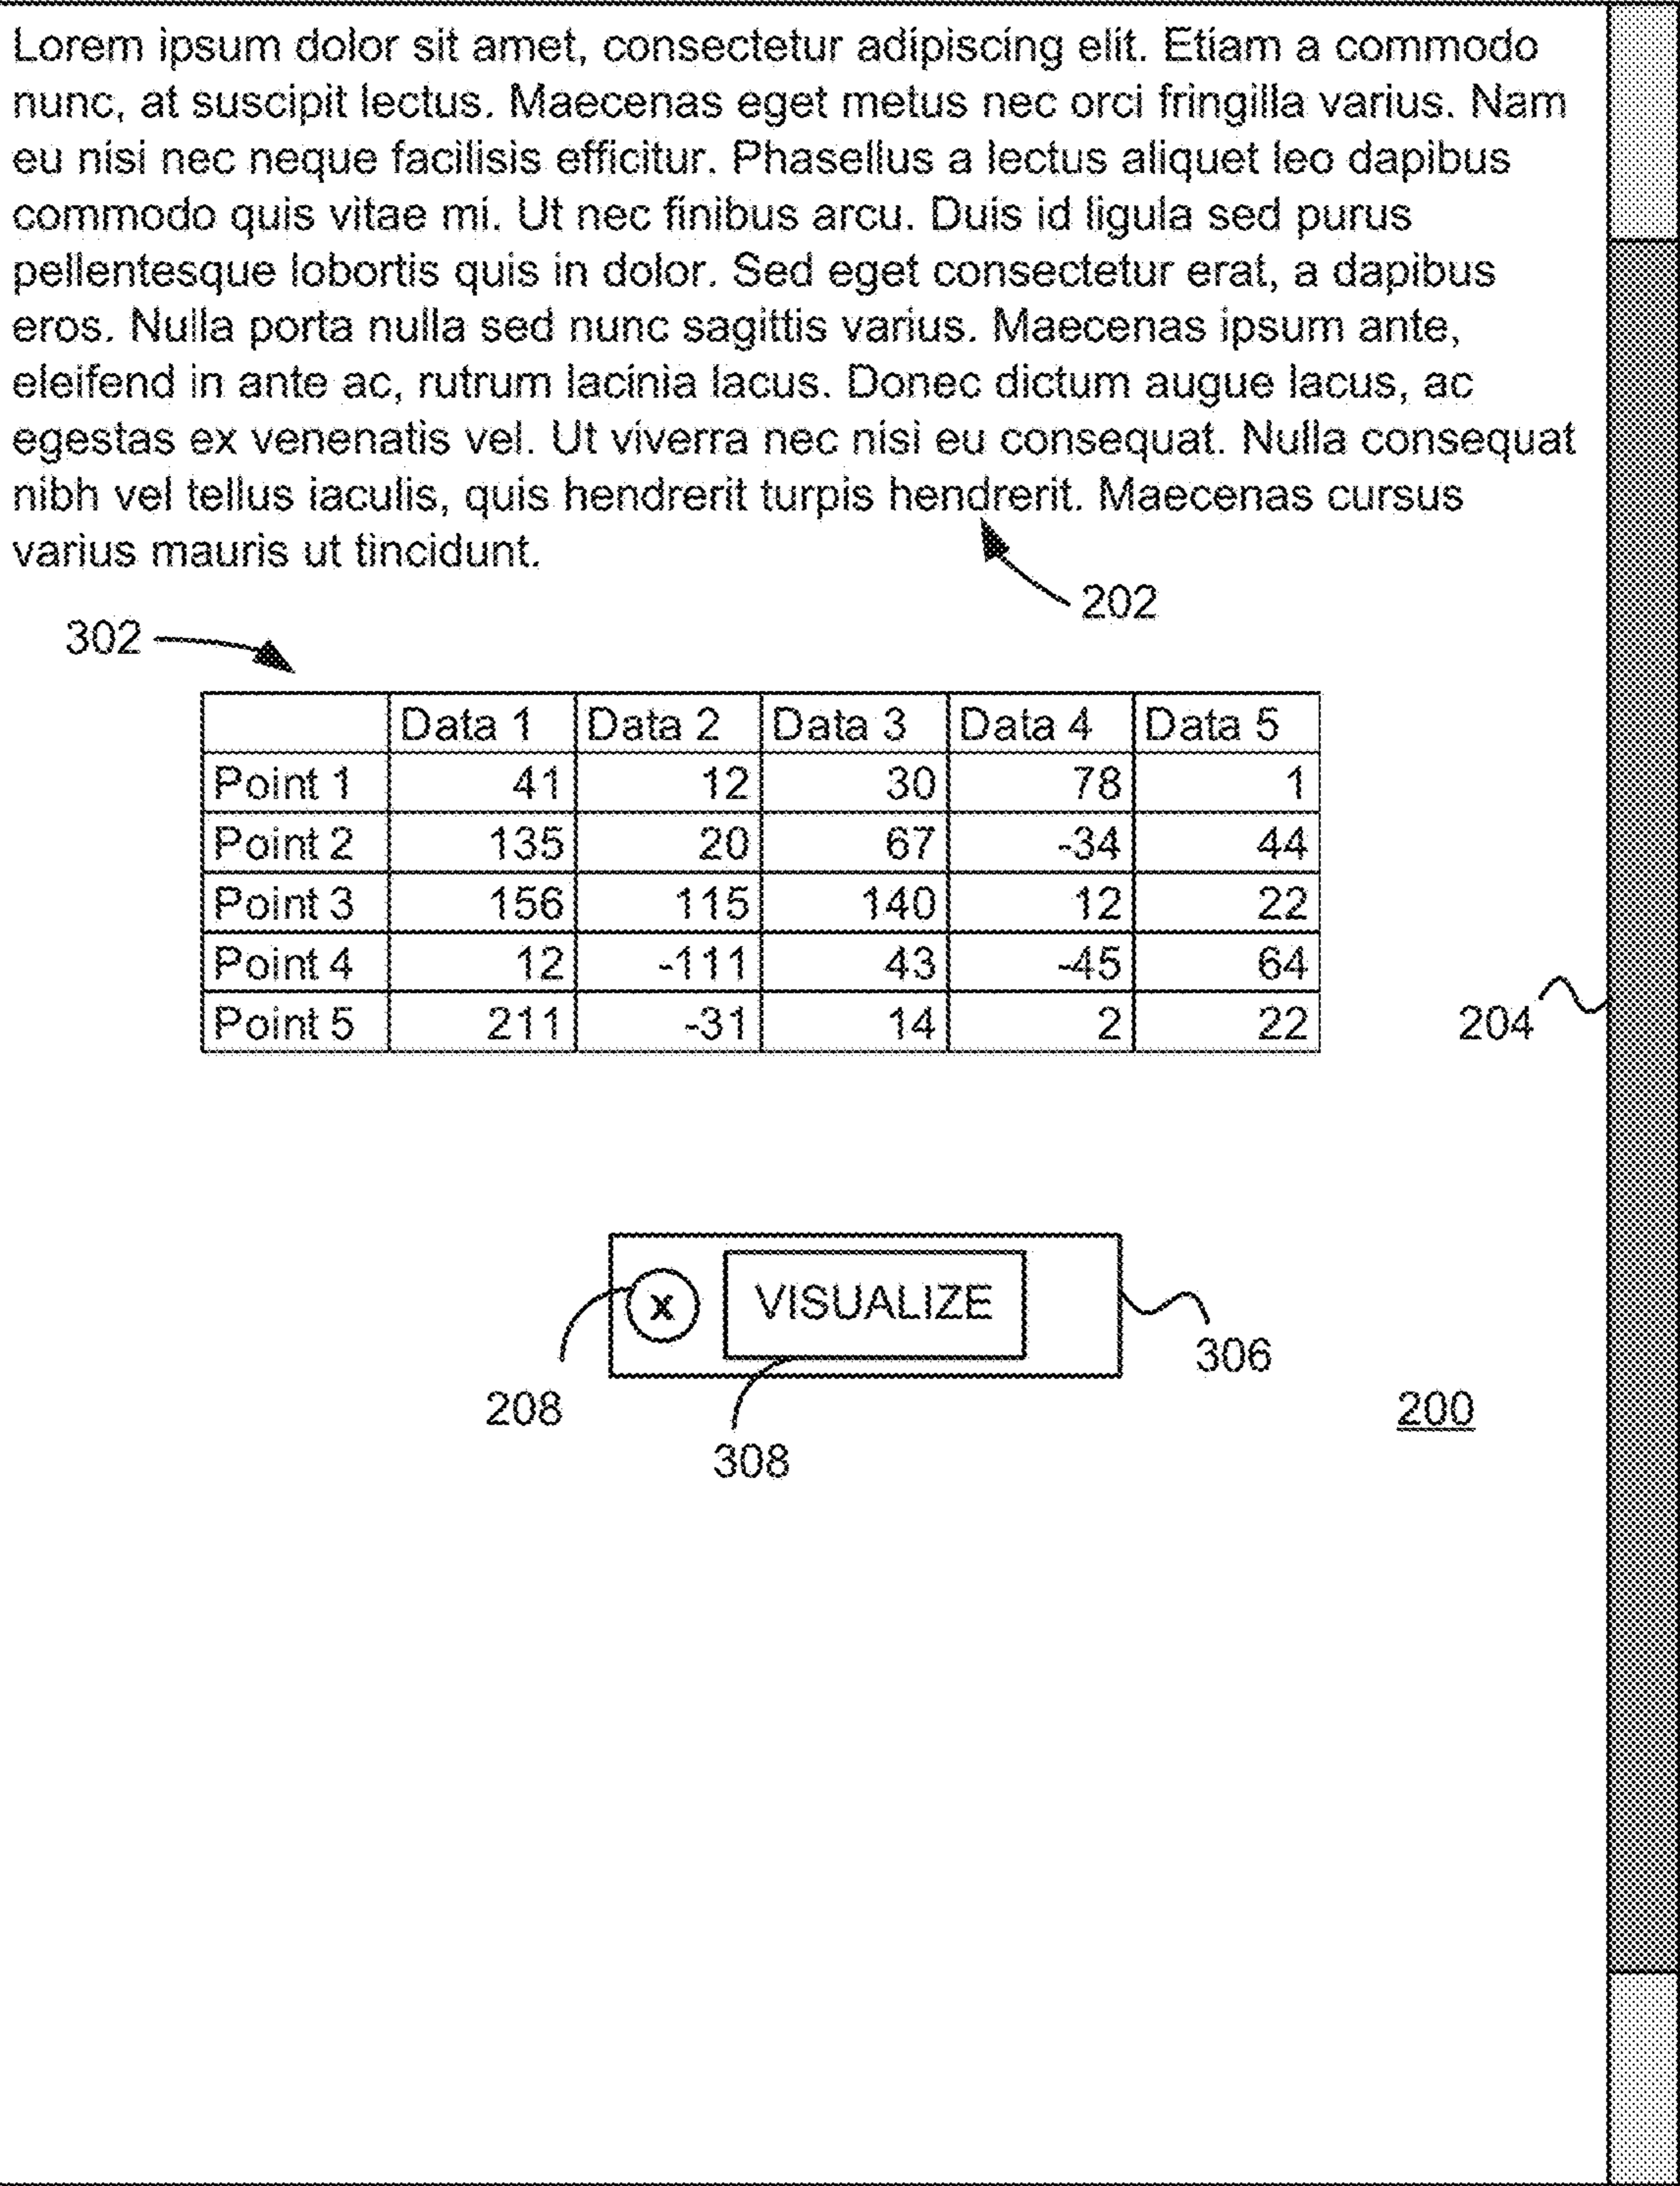 Lorem ipsum dolor sit amet, consectetur adipiscing elit. Etiam a commodo
nunc, at suscipit lectus. Maecenas eget metus nec orci fringilla varius. Nam
eu nisi nec neque facilisis efficitur. Phasellus a lectus aliquet leo dapibus
commodo quis vitae mi. Ut nec finibus arcu. Duis id ligula sed purus
pellentesque lobortis quis in dolor. Sed eget consectetur erat, a dapibus
eros. Nulla porta nulla sed nunc sagittis varius. Maecenas ipsum ante,
eleifend in ante ac, rutrum lacinia lacus. Donec dictum augue lacus, ac
egestas ex venenatis vel. Ut viverra nec nisi eu consequat. Nulla consequat
nibh vel tellus iaculis, quis hendrerit turpis hendrerit. Maecenas cursus
varius mauris ut tincidunt.
202
302
Data 1 Data 2 Data 3 Data 4 Data 5
Point 1 41 12 30 78 1
Point 2 135 20 67 -34 44
Point 3 156 115 140 12 22
Point 4 12 -111 43 -45 64
Point 5 211 -31 14 2 22
204
x VISUALIZE
306
208
200
308